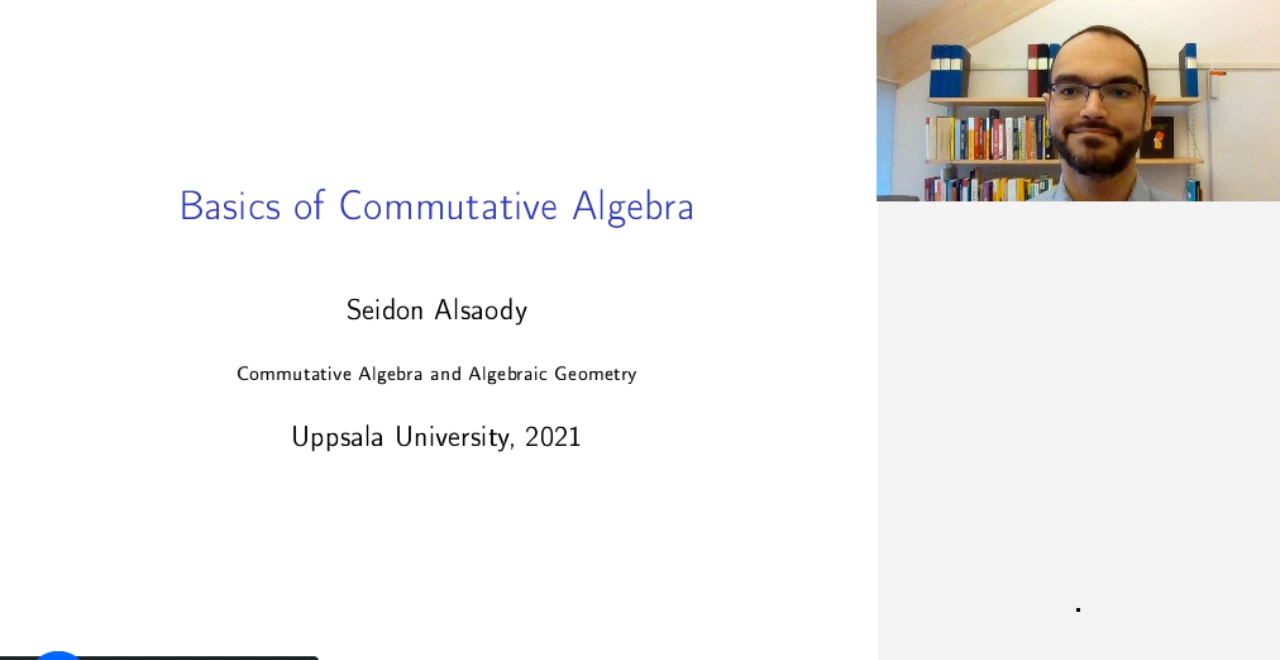 Basics of Commutative Algebra
Seidon Alsaody
Commutative Algebra and Algebraic Geometry
Uppsala University, 2021